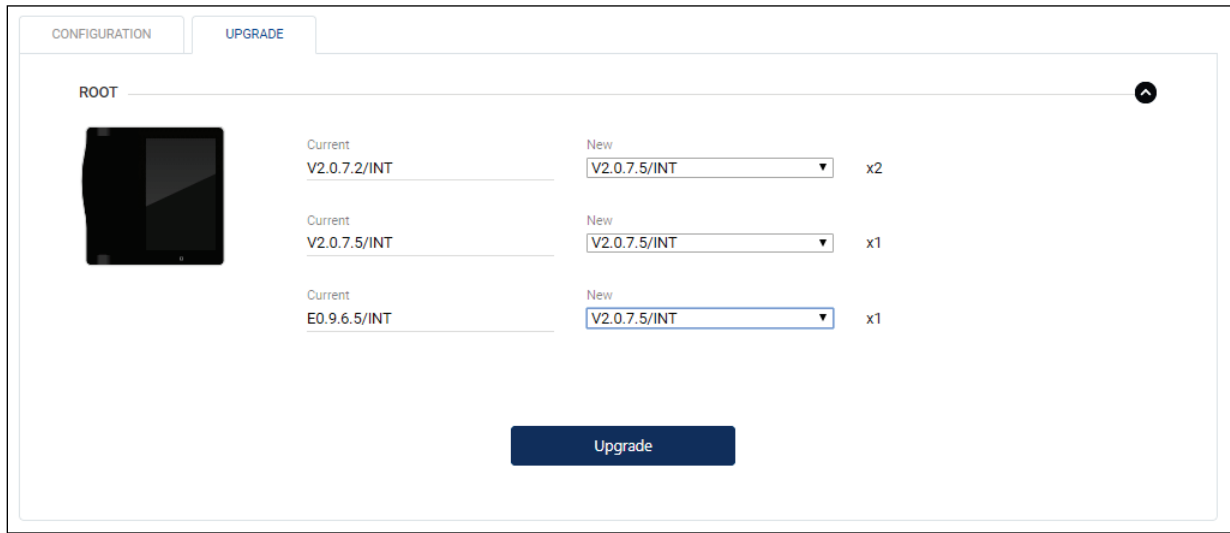 CONFIGURATION UPGRADE
ROOT
Current New
V2.0.7.2/INT V2.0.7.5/INT x2
Current New
V2.0.7.5/INT V2.0.7.5/INT x1
Current New
E0.9.6.5/INT V2.0.7.5/INT x1
Upgrade